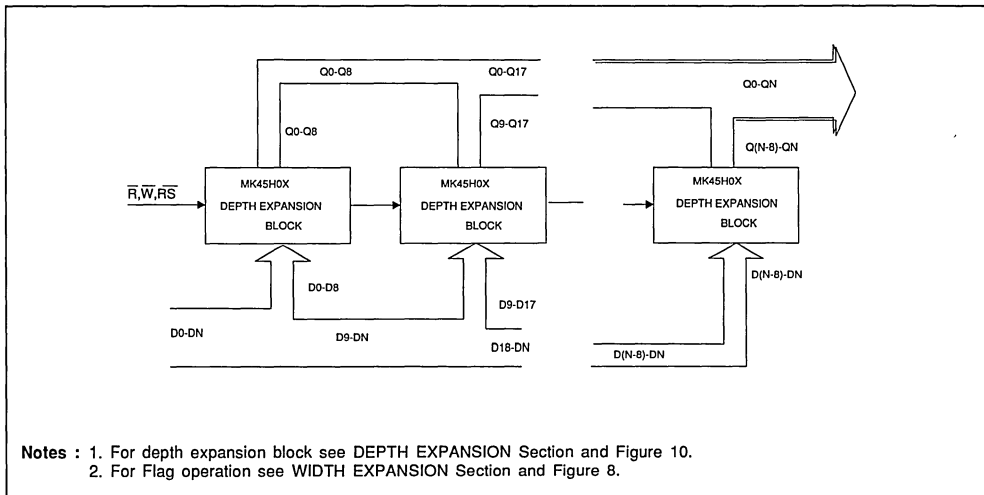 Q0-Q8
Q0-Q17
Q0-QN
Q0-Q8
Q9-Q17
Q(N-8)-QN
R,W,RS
MK45H0X
DEPTH EXPANSION
BLOCK
MK45H0X
DEPTH EXPANSION
BLOCK
MK45H0X
DEPTH EXPANSION
BLOCK
D0-D8
D9-D17
D(N-8)-DN
D0-DN
D9-DN
D18-DN
D(N-8)-DN
Notes : 1. For depth expansion block see DEPTH EXPANSION Section and Figure 10.
2. For Flag operation see WIDTH EXPANSION Section and Figure 8.